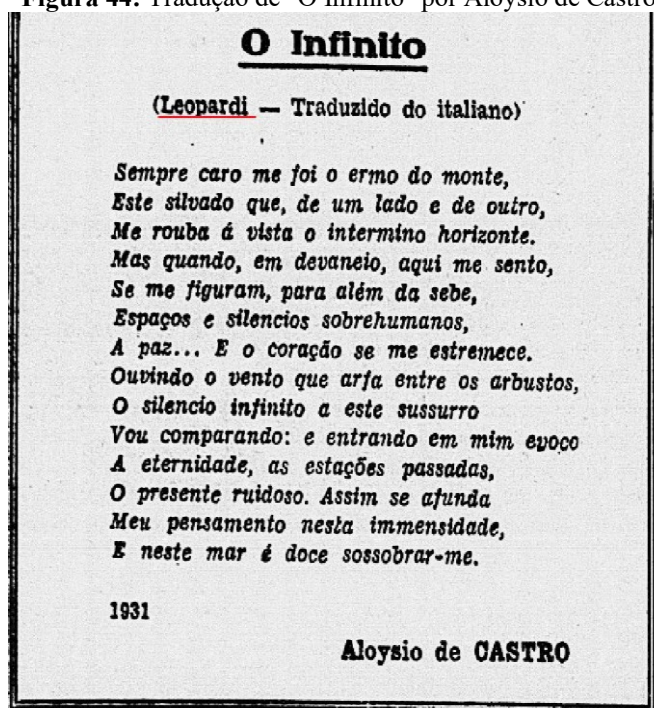 Figura 44: Tradução de "O Infinito" por Aloysio de Castro
O Infinito
(Leopardi — Traduzido do italiano)
Sempre caro me foi o ermo do monte,
Este silvado que, de um lado e de outro,
Me rouba á vista o intermino horizonte.
Mas quando, em devaneio, aqui me sento,
Se me figuram, para além da sebe,
Espaços e silencios sobrehumanos,
A paz... E o coração se me estremece.
Ouvindo o vento que arfa entre os arbustos,
O silencio infinito a este sussurro
Vou comparando: e entrando em mim evoco
A eternidade, as estações passadas,
O presente ruidoso. Assim se afunda
Meu pensamento nesta immensidade,
E neste mar é doce sossobrar-me.
1931
Aloysio de CASTRO